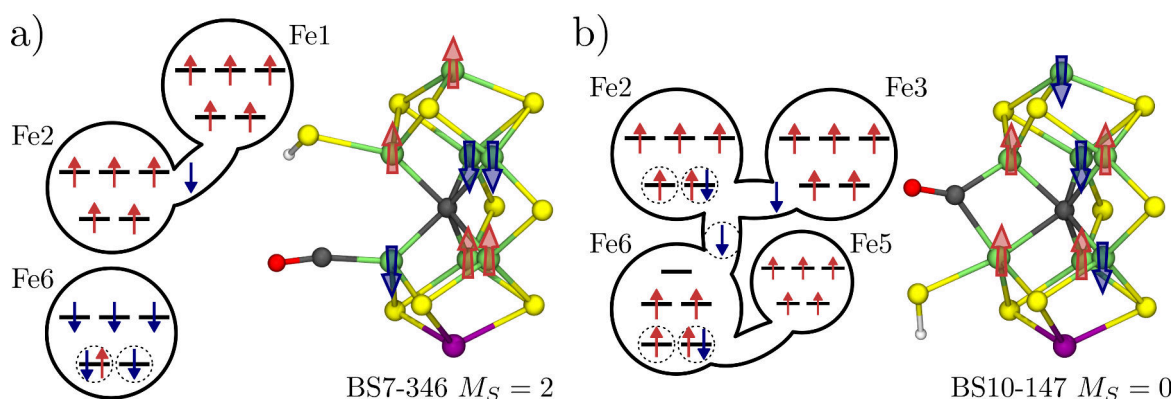 a)
Fe1
Fe2
Fe6
BS7-346 M_S = 2
b)
Fe2
Fe3
Fe6
Fe5
BS10-147 M_S = 0